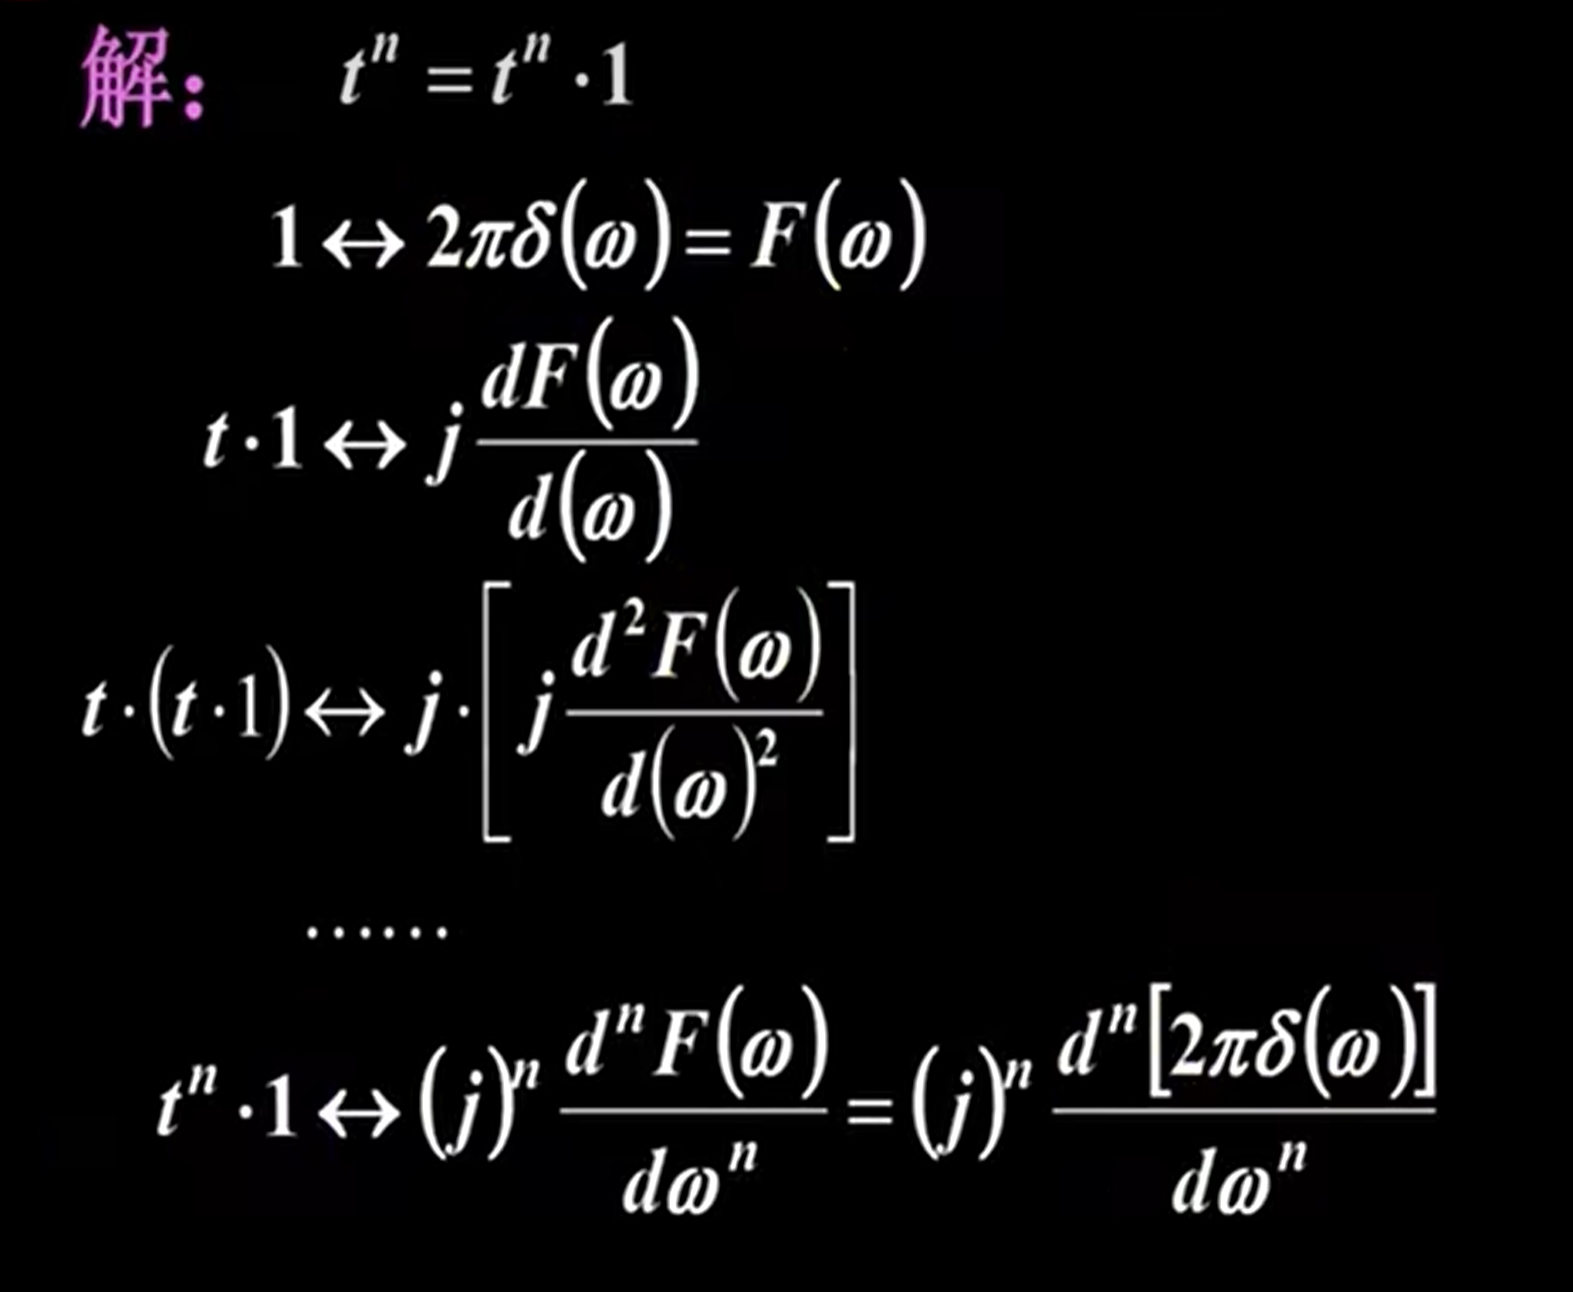 解： tⁿ = tⁿ · 1
1 ↔ 2πδ(ω) = F(ω)
t · 1 ↔ j dF(ω) / d(ω)
t · (t · 1) ↔ j · [ j d²F(ω) / d(ω)² ]
……
tⁿ · 1 ↔ (j)ⁿ dⁿF(ω) / dωⁿ = (j)ⁿ dⁿ[2πδ(ω)] / dωⁿ